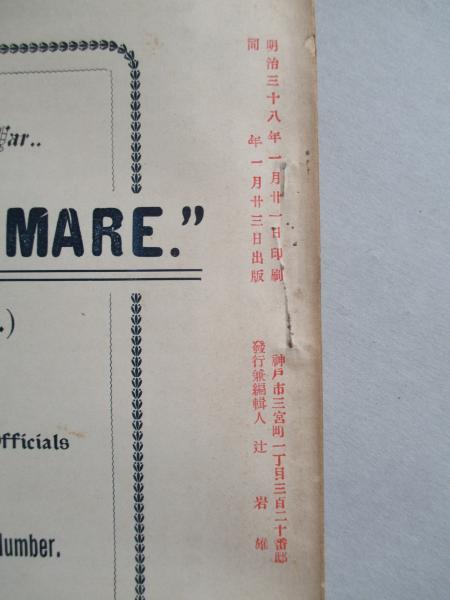 ar..
MARE."
.)
Officials
Number.
明治三十八年一月廿一日印刷
同年一月廿三日出版
神戸市三宮町一丁目三百二十番邸
發行兼編輯人 辻岩雄